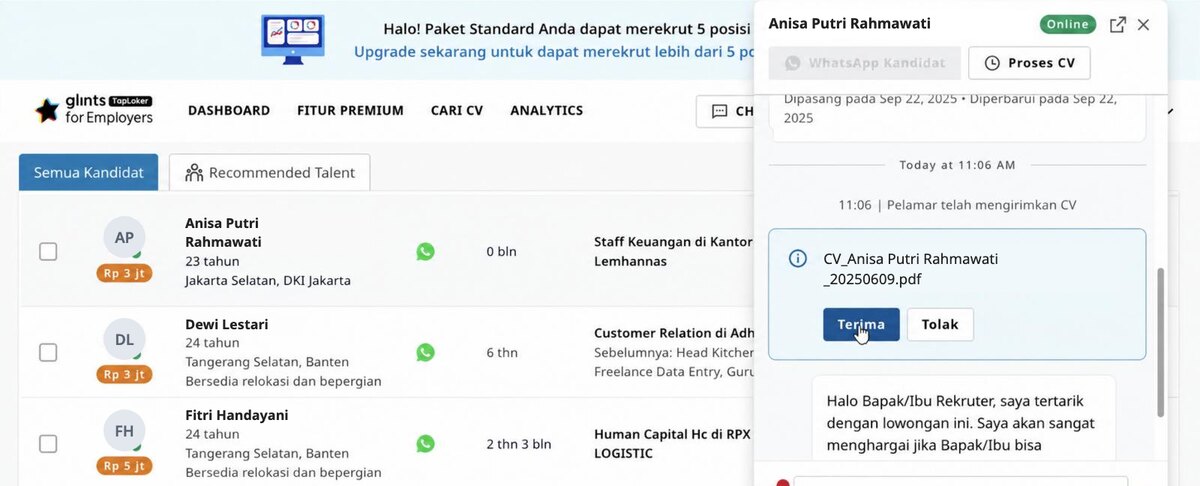 Halo! Paket Standard Anda dapat merekrut 5 posisi
Upgrade sekarang untuk dapat merekrut lebih dari 5
glints TapLoker
for Employers
DASHBOARD
FITUR PREMIUM
CARI CV
ANALYTICS
Semua Kandidat
Recommended Talent
AP
Rp 3 jt
Anisa Putri
Rahmawati
23 tahun
Jakarta Selatan, DKI Jakarta
0 bln
Staff Keuangan di Kantor
Lemhannas
DL
Rp 3 jt
Dewi Lestari
24 tahun
Tangerang Selatan, Banten
Bersedia relokasi dan bepergian
6 thn
Customer Relation di
Sebelumnya: Head Kitchen
Freelance Data Entry,
FH
Rp 5 jt
Fitri Handayani
24 tahun
Tangerang Selatan, Banten
Bersedia relokasi dan bepergian
2 thn 3 bln
Human Capital Hc di RPX
LOGISTIC
Anisa Putri Rahmawati
Online
WhatsApp Kandidat
Proses CV
Dipasang pada Sep 22, 2025 • Diperbarui pada Sep 22,
2025
Today at 11:06 AM
11:06 | Pelamar telah mengirimkan CV
CV_Anisa Putri Rahmawati
_20250609.pdf
Terima
Tolak
Halo Bapak/Ibu Rekruter, saya tertarik
dengan lowongan ini. Saya akan sangat
menghargai jika Bapak/Ibu bisa